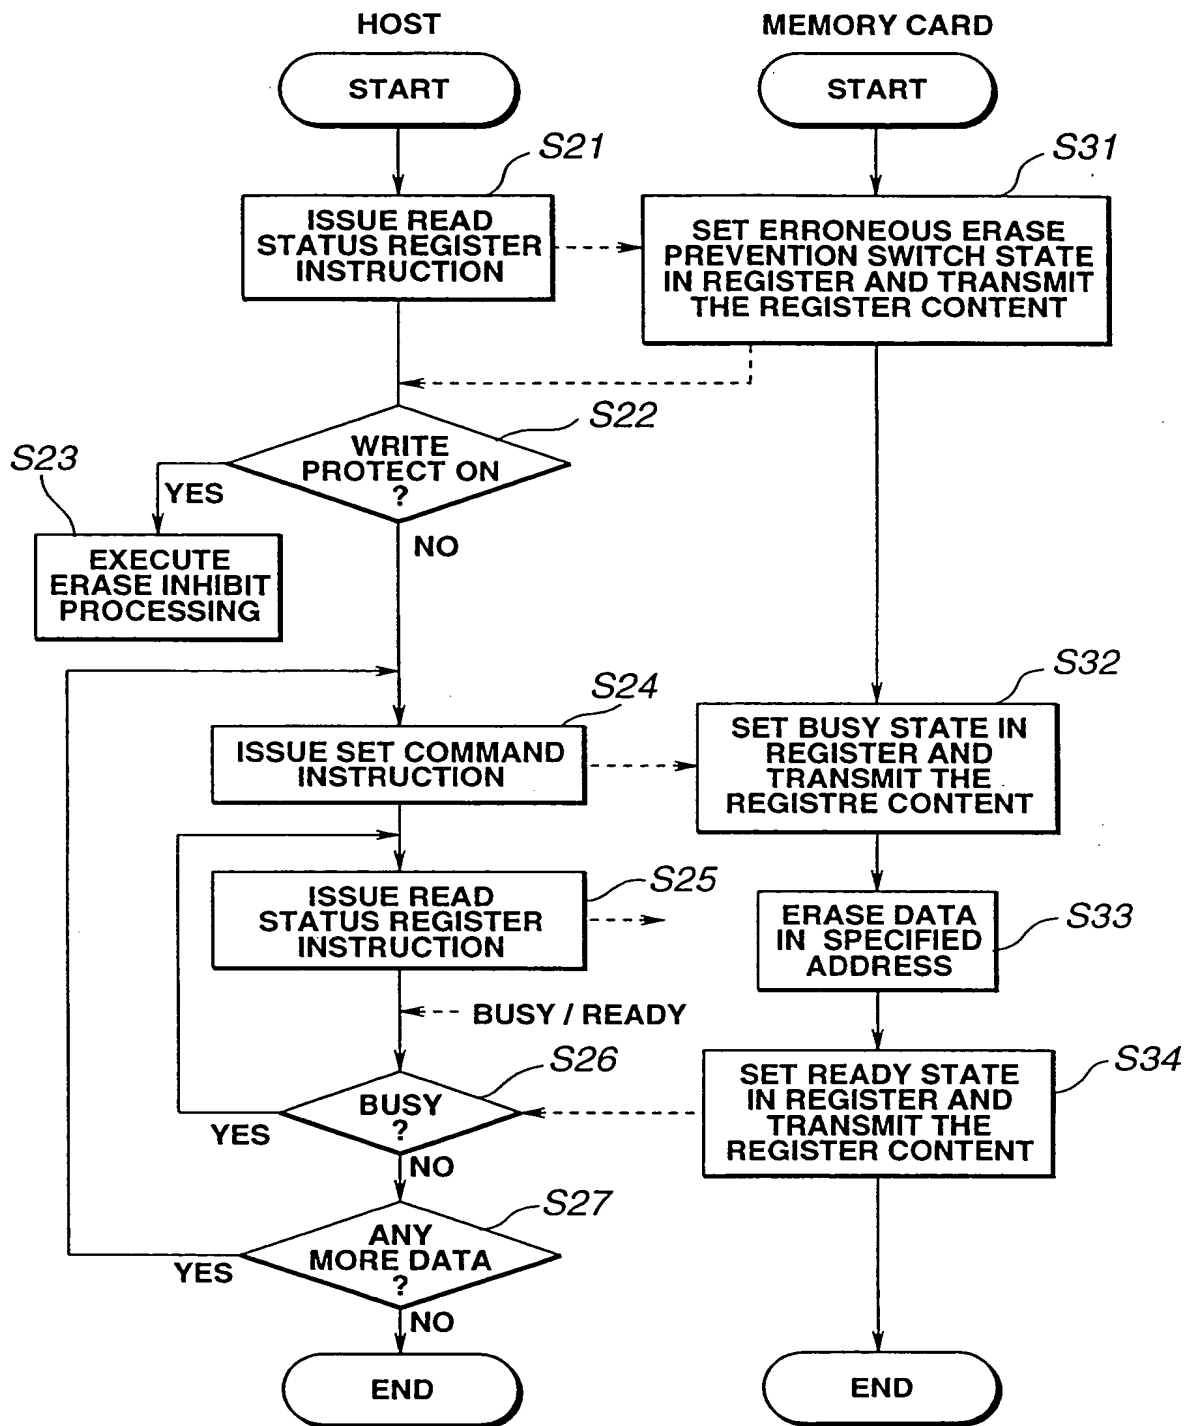 HOST
MEMORY CARD
START
START
S21
S31
ISSUE READ
STATUS REGISTER
INSTRUCTION
SET ERRONEOUS ERASE
PREVENTION SWITCH STATE
IN REGISTER AND TRANSMIT
THE REGISTER CONTENT
S22
WRITE
PROTECT ON
?
S23
YES
NO
EXECUTE
ERASE INHIBIT
PROCESSING
S24
S32
ISSUE SET COMMAND
INSTRUCTION
SET BUSY STATE IN
REGISTER AND
TRANSMIT THE
REGISTRE CONTENT
S25
ISSUE READ
STATUS REGISTER
INSTRUCTION
ERASE DATA
IN SPECIFIED
ADDRESS
S33
BUSY / READY
S26
BUSY
?
YES
NO
SET READY STATE
IN REGISTER AND
TRANSMIT THE
REGISTER CONTENT
S34
S27
ANY
MORE DATA
?
YES
NO
END
END